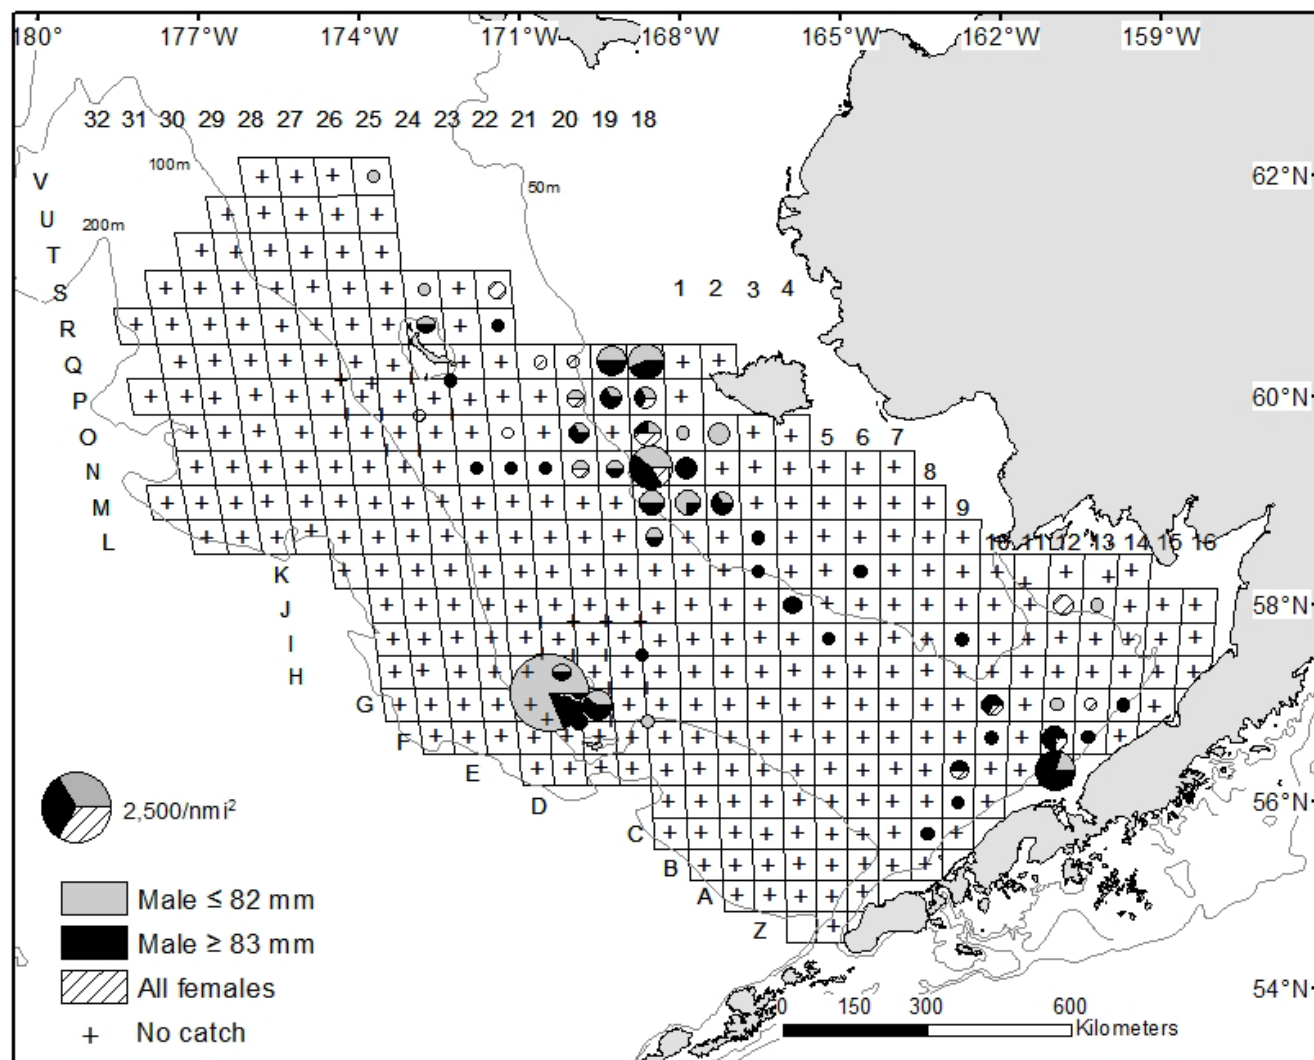 180° 177°W 174°W 171°W 168°W 165°W 162°W 159°W
32 31 30 29 28 27 26 25 24 23 22 21 20 19 18
100m
62°N
V
50m
U
200m
T
S
1 2 3 4
R
Q
P
60°N
O
5 6 7
N
8
M
9
L
10 11 12 13 14 15 16
K
J
58°N
I
H
G
F
E
D
56°N
2,500/nmi²
C
B
Male ≤ 82 mm
A
Male ≥ 83 mm
Z
All females
54°N
0 150 300 600
Kilometers
No catch